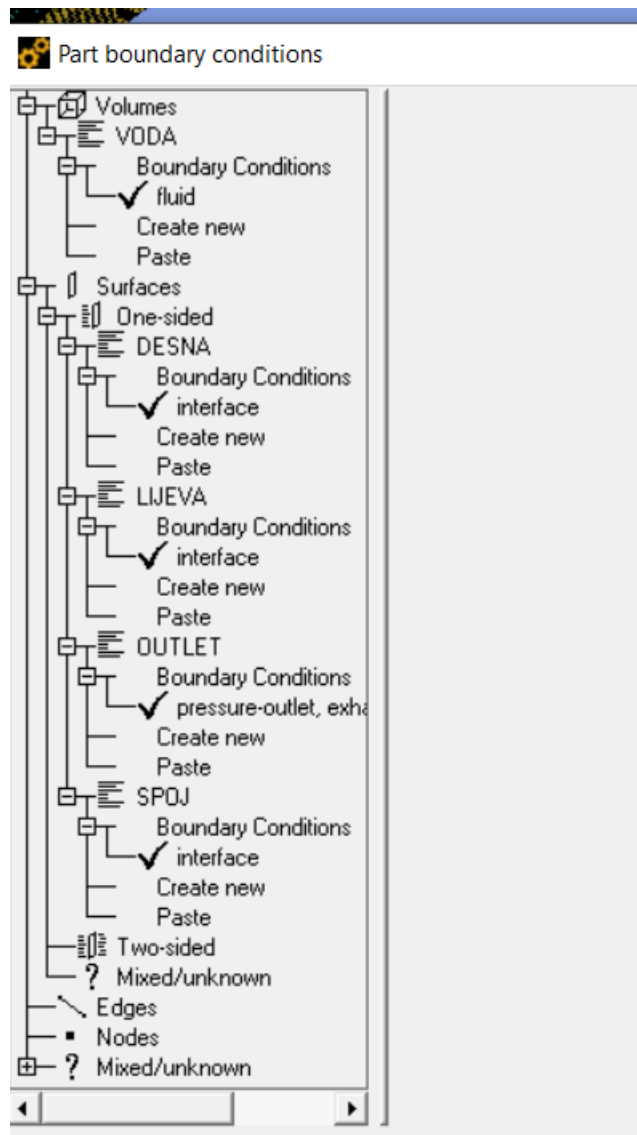 Part boundary conditions
Volumes
VODA
Boundary Conditions
fluid
Create new
Paste
Surfaces
One-sided
DESNA
Boundary Conditions
interface
Create new
Paste
LIJEVA
Boundary Conditions
interface
Create new
Paste
OUTLET
Boundary Conditions
pressure-outlet, exha
Create new
Paste
SPOJ
Boundary Conditions
interface
Create new
Paste
Two-sided
? Mixed/unknown
Edges
Nodes
? Mixed/unknown